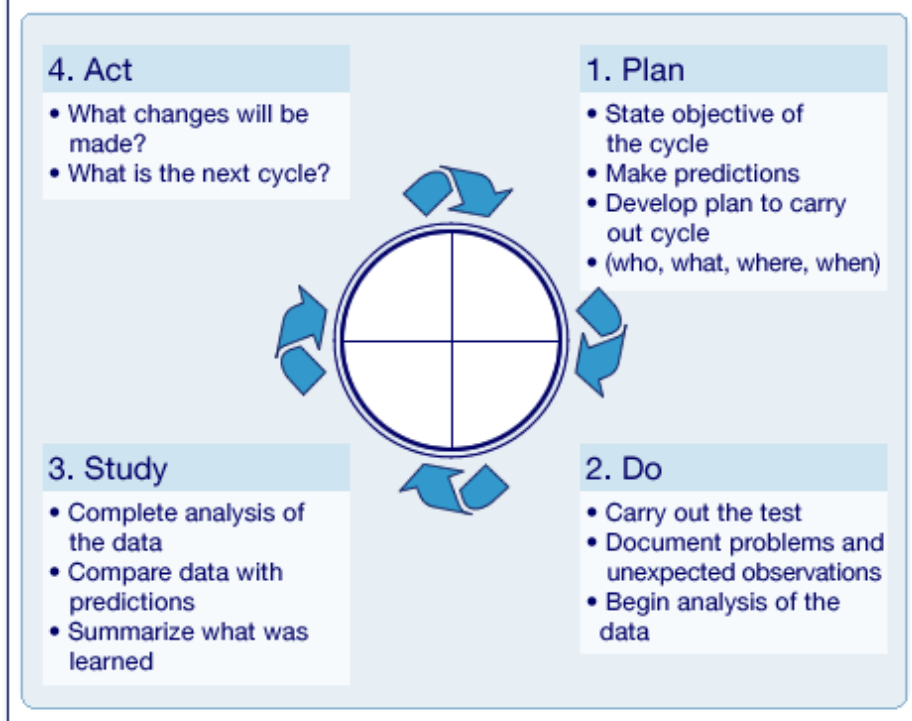 4. Act
• What changes will be
made?
• What is the next cycle?
1. Plan
• State objective of
the cycle
• Make predictions
• Develop plan to carry
out cycle
• (who, what, where, when)
3. Study
• Complete analysis of
the data
• Compare data with
predictions
• Summarize what was
learned
2. Do
• Carry out the test
• Document problems and
unexpected observations
• Begin analysis of the
data